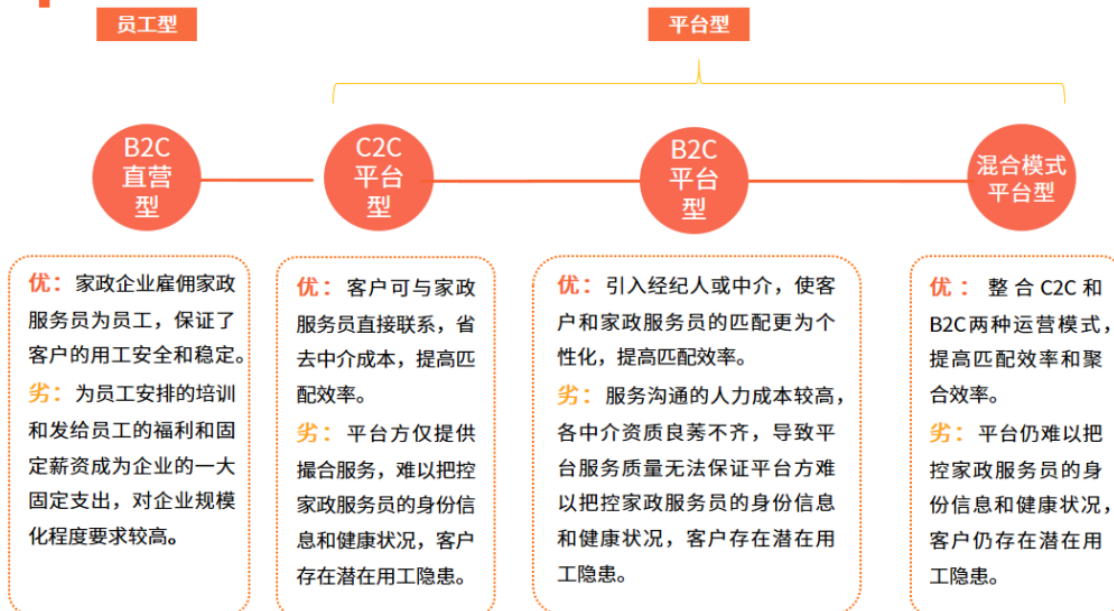 员工型
平台型
B2C
直营
型
C2C
平台
型
B2C
平台
型
混合模式
平台型
优：家政企业雇佣家政
服务员为员工，保证了
客户的用工安全和稳定。
劣：为员工安排的培训
和发给员工的福利和固
定薪资成为企业的一大
固定支出，对企业规模
化程度要求较高。
优：客户可与家政
服务员直接联系，省
去中介成本，提高匹
配效率。
劣：平台方仅提供
撮合服务，难以把控
家政服务员的身份信
息和健康状况，客户
存在潜在用工隐患。
优：引入经纪人或中介，使客
户和家政服务员的匹配更为个
性化，提高匹配效率。
劣：服务沟通的人力成本较高，
各中介资质良莠不齐，导致平
台服务质量无法保证平台方难
以把控家政服务员的身份信息
和健康状况，客户存在潜在用
工隐患。
优：整合C2C和
B2C两种运营模式，
提高匹配效率和聚
合效率。
劣：平台仍难以把
控家政服务员的身
份信息和健康状况，
客户仍存在潜在用
工隐患。